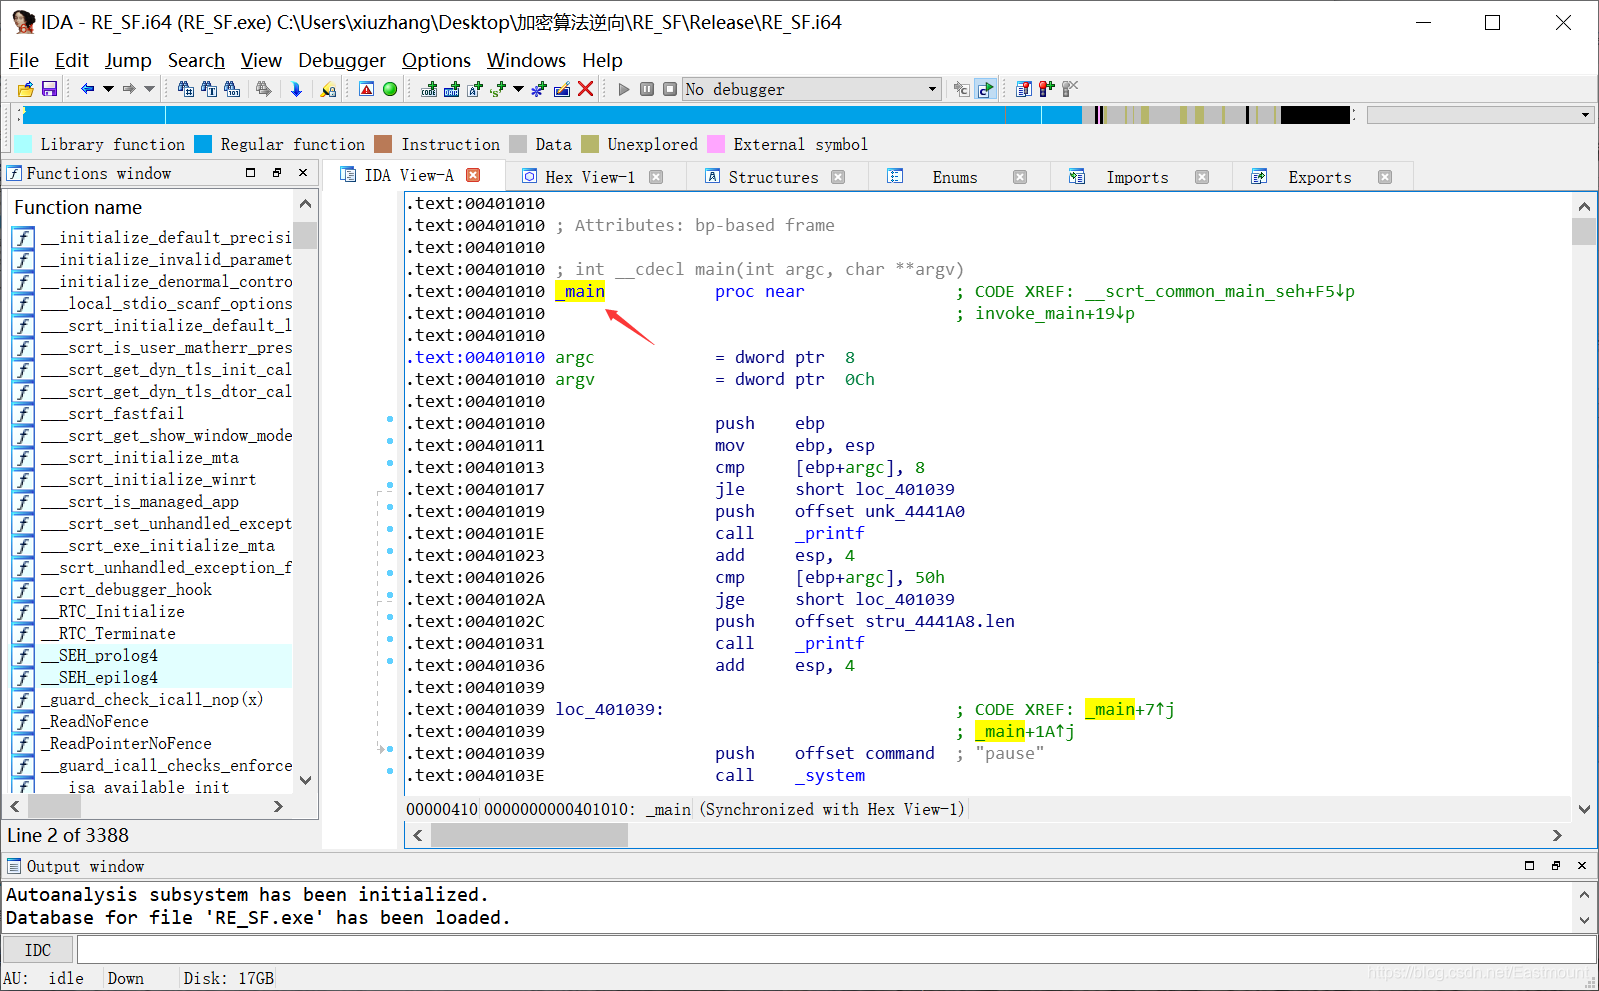 IDA - RE_SF.i64 (RE_SF.exe) C:\Users\xiuzhang\Desktop\加密算法逆向\RE_SF\Release\RE_SF.i64
File Edit Jump Search View Debugger Options Windows Help
No debugger
Library function Regular function Instruction Data Unexplored External symbol
Functions window
IDA View-A Hex View-1 Structures Enums Imports Exports
Function name
__initialize_default_precisi
__initialize_invalid_paramet
__initialize_denormal_contro
___local_stdio_scanf_options
___scrt_initialize_default_l
___scrt_is_user_matherr_pres
___scrt_get_dyn_tls_init_cal
___scrt_get_dyn_tls_dtor_cal
___scrt_fastfail
___scrt_get_show_window_mode
___scrt_initialize_mta
___scrt_initialize_winrt
___scrt_is_managed_app
___scrt_set_unhandled_except
___scrt_exe_initialize_mta
__scrt_unhandled_exception_f
__crt_debugger_hook
__RTC_Initialize
__RTC_Terminate
__SEH_prolog4
__SEH_epilog4
_guard_check_icall_nop(x)
_ReadNoFence
_ReadPointerNoFence
__guard_icall_checks_enforce
isa available init
Line 2 of 3388
.text:00401010
.text:00401010 ; Attributes: bp-based frame
.text:00401010
.text:00401010 ; int __cdecl main(int argc, char **argv)
.text:00401010 _main proc near ; CODE XREF: __scrt_common_main_seh+F5↓p
.text:00401010 ; invoke_main+19↓p
.text:00401010
.text:00401010 argc = dword ptr 8
.text:00401010 argv = dword ptr 0Ch
.text:00401010
.text:00401010 push ebp
.text:00401011 mov ebp, esp
.text:00401013 cmp [ebp+argc], 8
.text:00401017 jle short loc_401039
.text:00401019 push offset unk_4441A0
.text:0040101E call _printf
.text:00401023 add esp, 4
.text:00401026 cmp [ebp+argc], 50h
.text:0040102A jge short loc_401039
.text:0040102C push offset stru_4441A8.len
.text:00401031 call _printf
.text:00401036 add esp, 4
.text:00401039
.text:00401039 loc_401039: ; CODE XREF: _main+7↑j
.text:00401039 ; _main+1A↑j
.text:00401039 push offset command ; "pause"
.text:0040103E call _system
00000410 0000000000401010: _main (Synchronized with Hex View-1)
Output window
Autoanalysis subsystem has been initialized.
Database for file 'RE_SF.exe' has been loaded.
IDC
AU: idle Down Disk: 17GB
https://blog.csdn.net/Eastmount